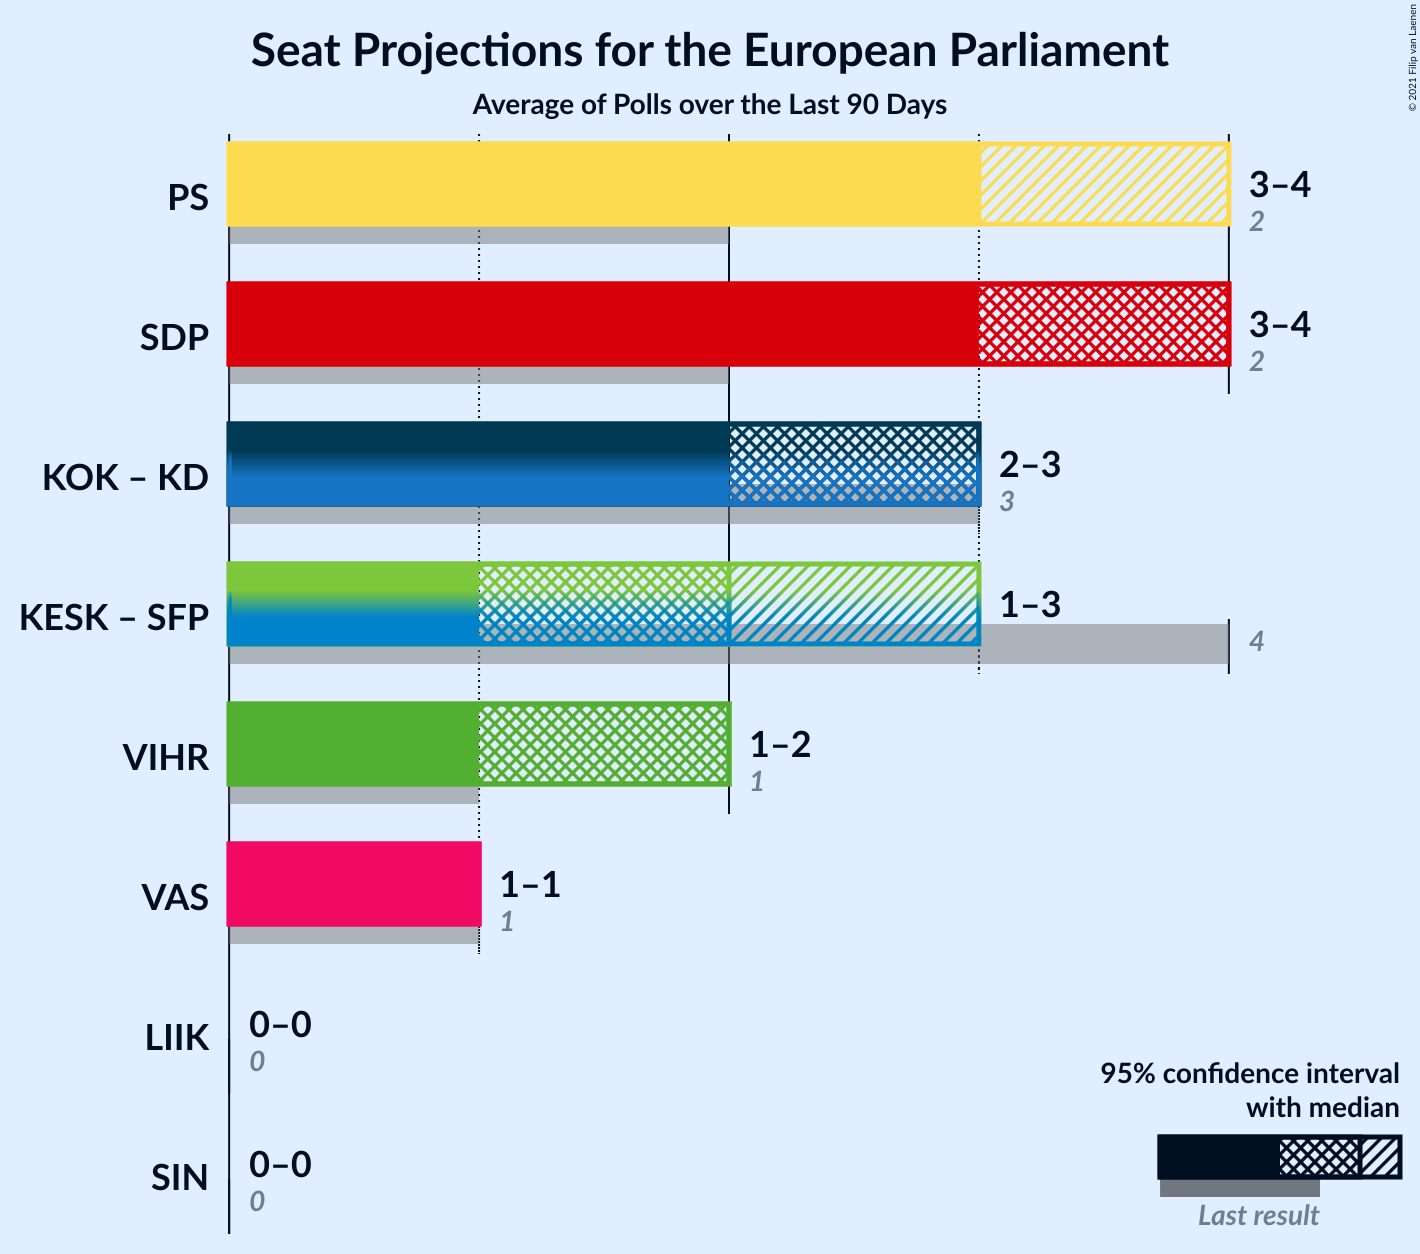 Seat Projections for the European Parliament
Average of Polls over the Last 90 Days
© 2021 Filip van Laenen
PS
3–4
2
SDP
3–4
2
KOK – KD
2–3
3
KESK – SFP
1–3
4
VIHR
1–2
1
VAS
1–1
1
LIIK
0–0
0
SIN
0–0
0
95% confidence interval
with median
Last result